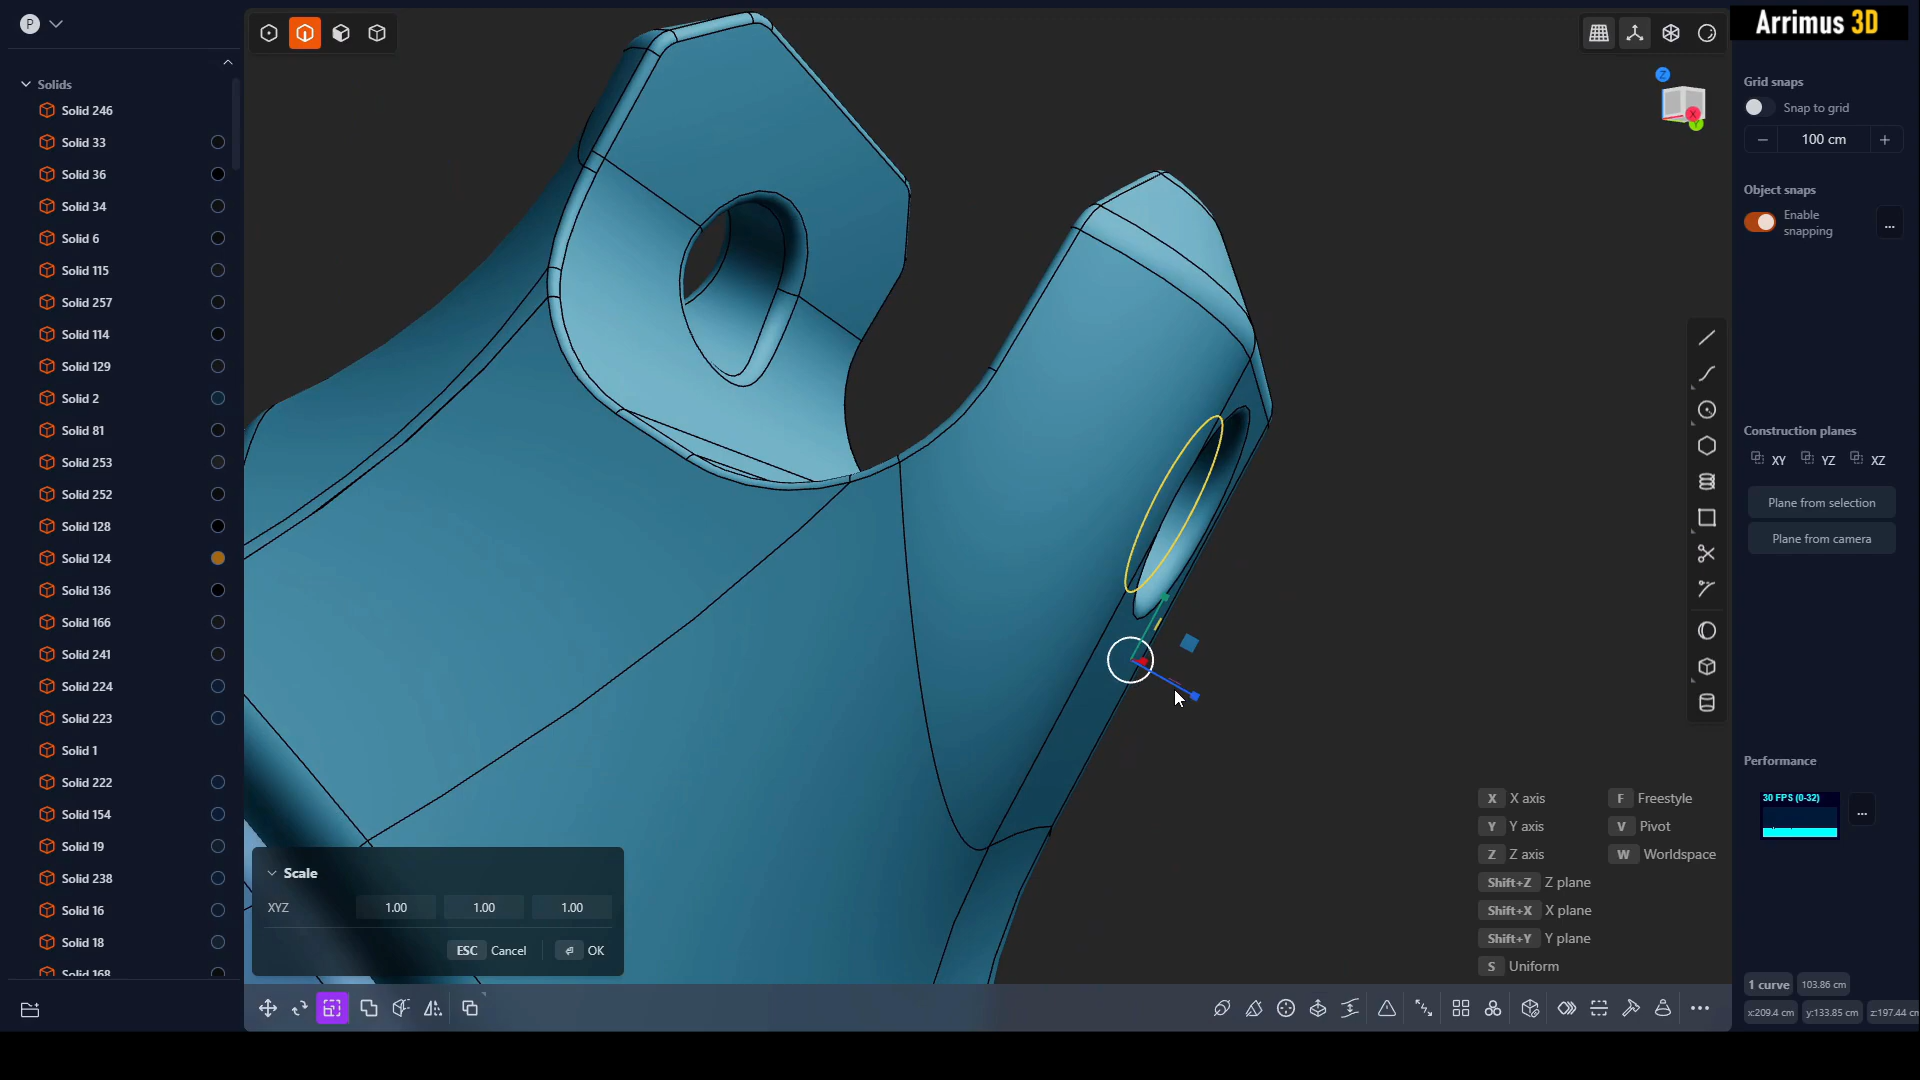 P
Arrimus 3D
Solids
Solid 246
Solid 33
Solid 36
Solid 34
Solid 6
Solid 115
Solid 257
Solid 114
Solid 129
Solid 2
Solid 81
Solid 253
Solid 252
Solid 128
Solid 124
Solid 136
Solid 166
Solid 241
Solid 224
Solid 223
Solid 1
Solid 222
Solid 154
Solid 19
Solid 238
Solid 16
Solid 18
Solid 168
Scale
XYZ 1.00 1.00 1.00
ESC Cancel OK
Z
X
Y
Grid snaps
Snap to grid
− 100 cm +
Object snaps
Enable
snapping
...
Construction planes
XY YZ XZ
Plane from selection
Plane from camera
Performance
30 FPS (0-32)
...
X X axis F Freestyle
Y Y axis V Pivot
Z Z axis W Worldspace
Shift+Z Z plane
Shift+X X plane
Shift+Y Y plane
S Uniform
1 curve 103.86 cm
x:209.4 cm y:133.85 cm z:197.44 cm